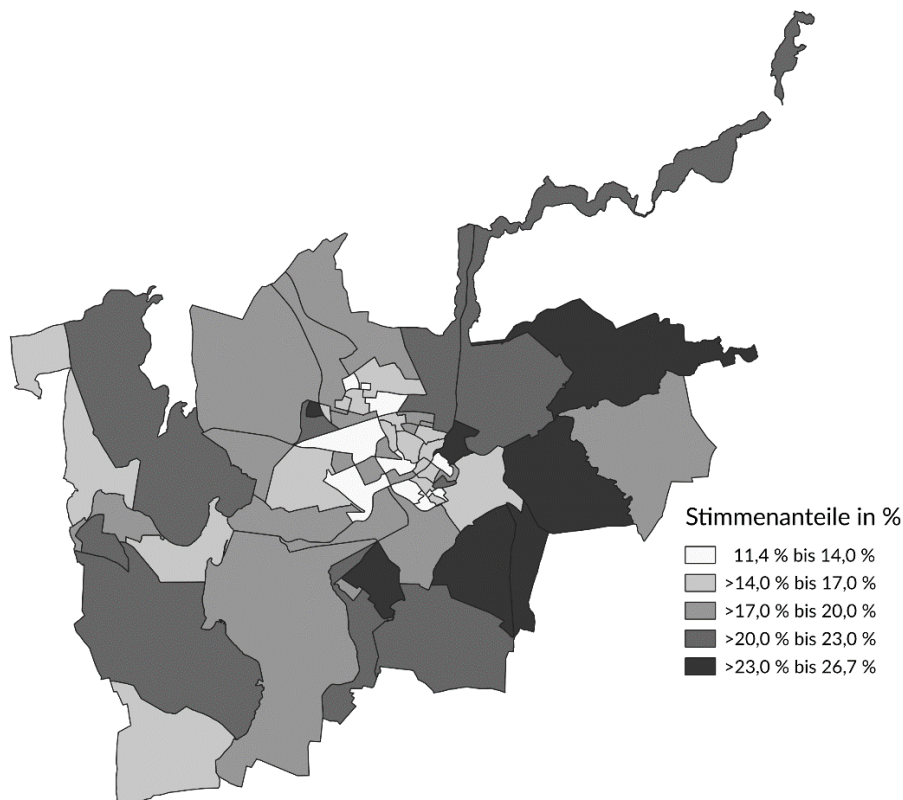 Stimmenanteile in %
11,4 % bis 14,0 %
>14,0 % bis 17,0 %
>17,0 % bis 20,0 %
>20,0 % bis 23,0 %
>23,0 % bis 26,7 %